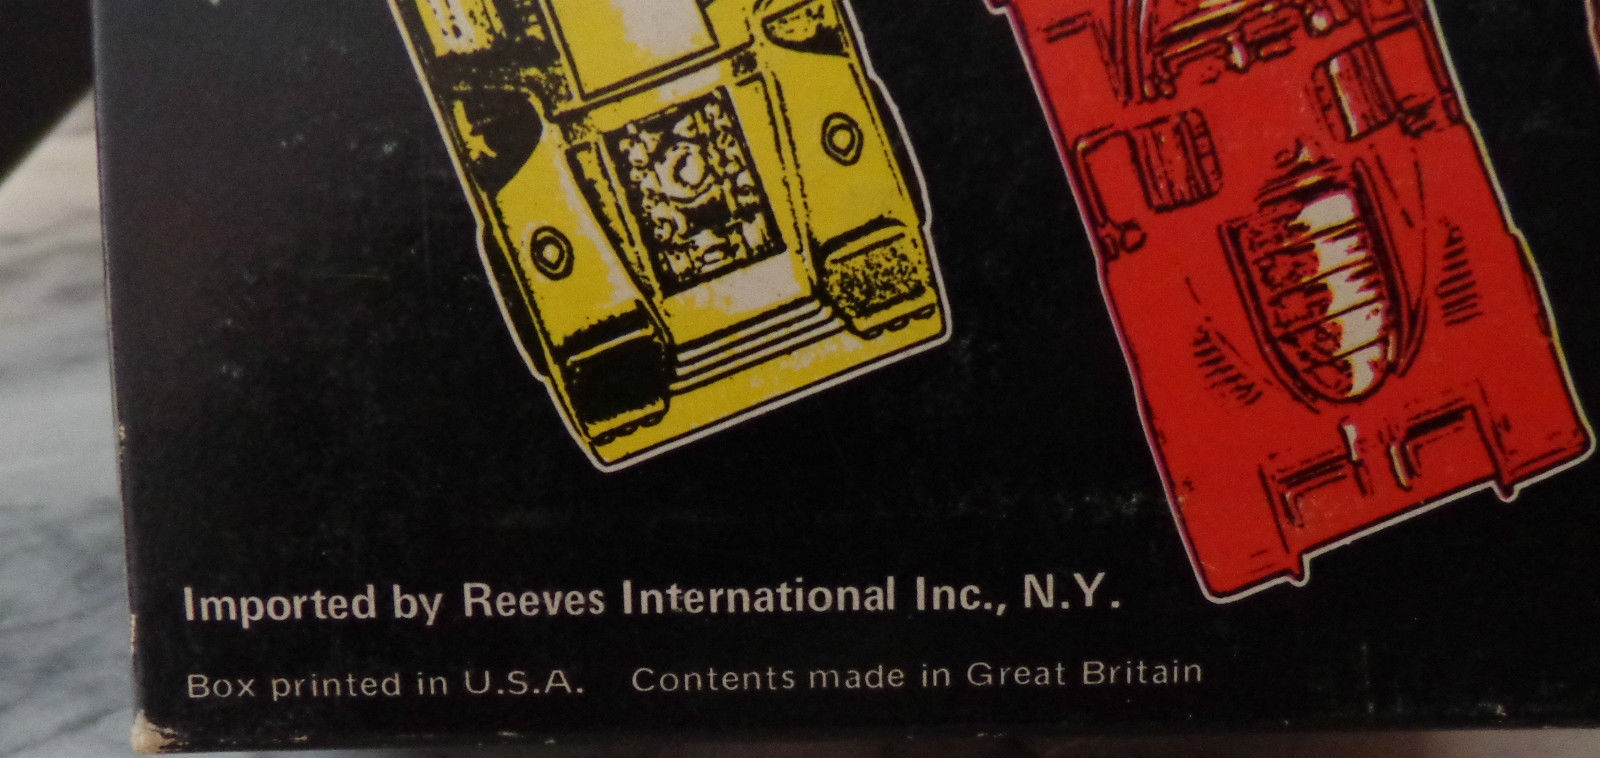 Imported by Reeves International Inc., N.Y.
Box printed in U.S.A. Contents made in Great Britain